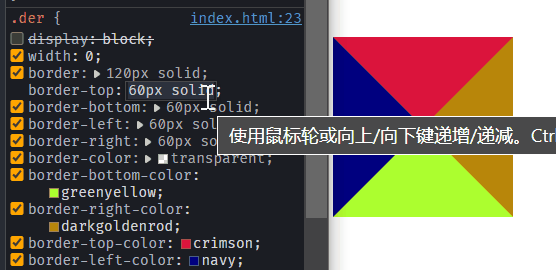 .der { index.html:23
display: block;
width: 0;
border: 120px solid;
border-top: 60px solid;
border-bottom: 60px solid;
border-left: 60px sol
border-right: 60px so
使用鼠标轮或向上/向下键递增/递减。Ctr
border-color: transparent;
border-bottom-color:
greenyellow;
border-right-color:
darkgoldenrod;
border-top-color: crimson;
border-left-color: navy;